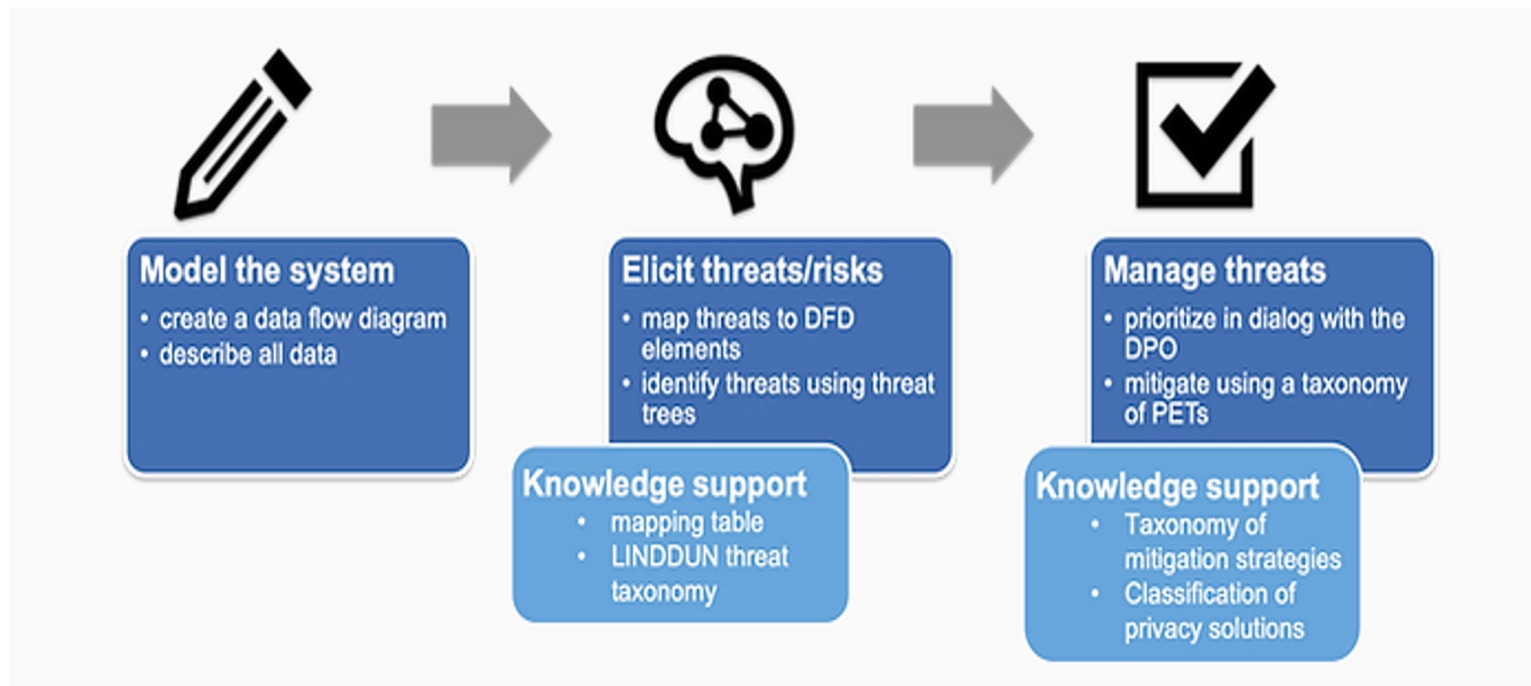 Model the system
• create a data flow diagram
• describe all data
Elicit threats/risks
• map threats to DFD
elements
• identify threats using threat
trees
Knowledge support
• mapping table
• LINDDUN threat
taxonomy
Manage threats
• prioritize in dialog with the
DPO
• mitigate using a taxonomy
of PETs
Knowledge support
• Taxonomy of
mitigation strategies
• Classification of
privacy solutions